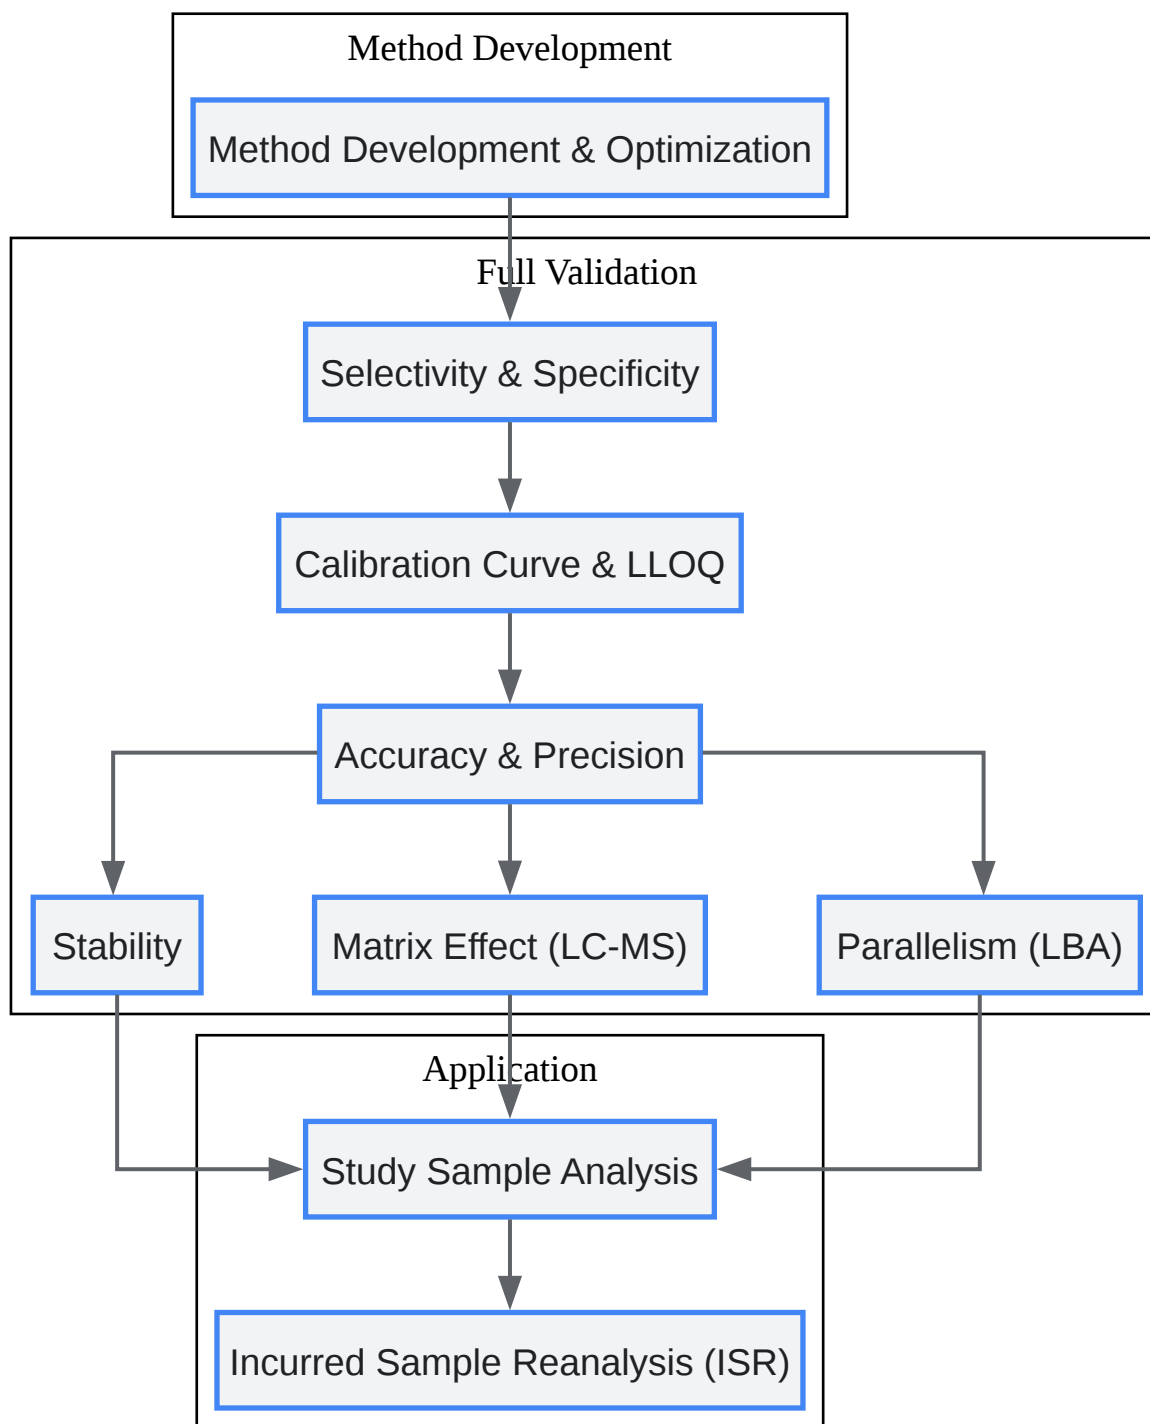 Method Development
Method Development & Optimization
Full Validation
Selectivity & Specificity
Calibration Curve & LLOQ
Accuracy & Precision
Stability
Matrix Effect (LC-MS)
Parallelism (LBA)
Application
Study Sample Analysis
Incurred Sample Reanalysis (ISR)